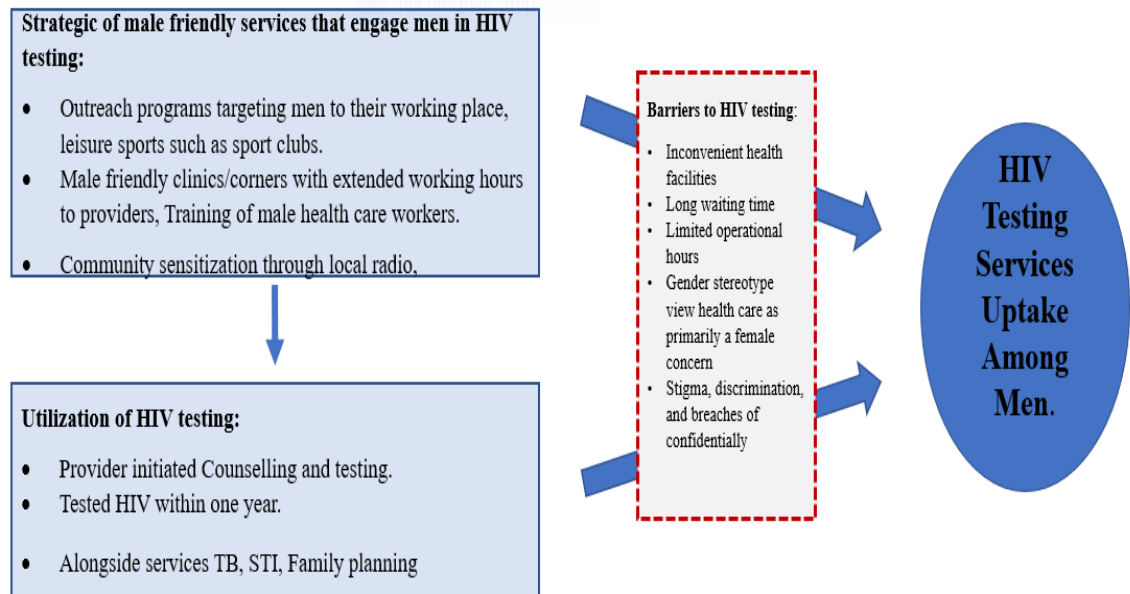 Strategic of male friendly services that engage men in HIV
testing:
• Outreach programs targeting men to their working place,
leisure sports such as sport clubs.
• Male friendly clinics/corners with extended working hours
to providers, Training of male health care workers.
• Community sensitization through local radio,
Utilization of HIV testing:
• Provider initiated Counselling and testing.
• Tested HIV within one year.
• Alongside services TB, STI, Family planning
Barriers to HIV testing:
• Inconvenient health
facilities
• Long waiting time
• Limited operational
hours
• Gender stereotype
view health care as
primarily a female
concern
• Stigma, discrimination,
and breaches of
confidentially
HIV
Testing
Services
Uptake
Among
Men.